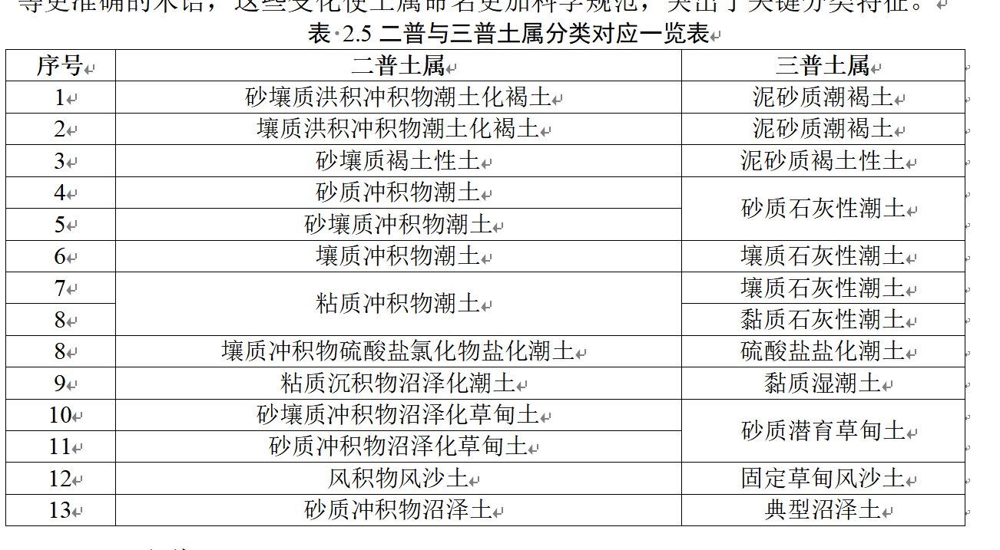 等更准确的术语，这些变化使土属命名更加科学规范，突出了关键分类特征。
表 2.5 二普与三普土属分类对应一览表
序号 二普土属 三普土属
1 砂壤质洪积冲积物潮土化褐土 泥砂质潮褐土
2 壤质洪积冲积物潮土化褐土 泥砂质潮褐土
3 砂壤质褐土性土 泥砂质褐土性土
4 砂质冲积物潮土 砂质石灰性潮土
5 砂壤质冲积物潮土
6 壤质冲积物潮土 壤质石灰性潮土
7 粘质冲积物潮土 壤质石灰性潮土
8 黏质石灰性潮土
8 壤质冲积物硫酸盐氯化物盐化潮土 硫酸盐盐化潮土
9 粘质沉积物沼泽化潮土 黏质湿潮土
10 砂壤质冲积物沼泽化草甸土 砂质潜育草甸土
11 砂质冲积物沼泽化草甸土
12 风积物风沙土 固定草甸风沙土
13 砂质冲积物沼泽土 典型沼泽土